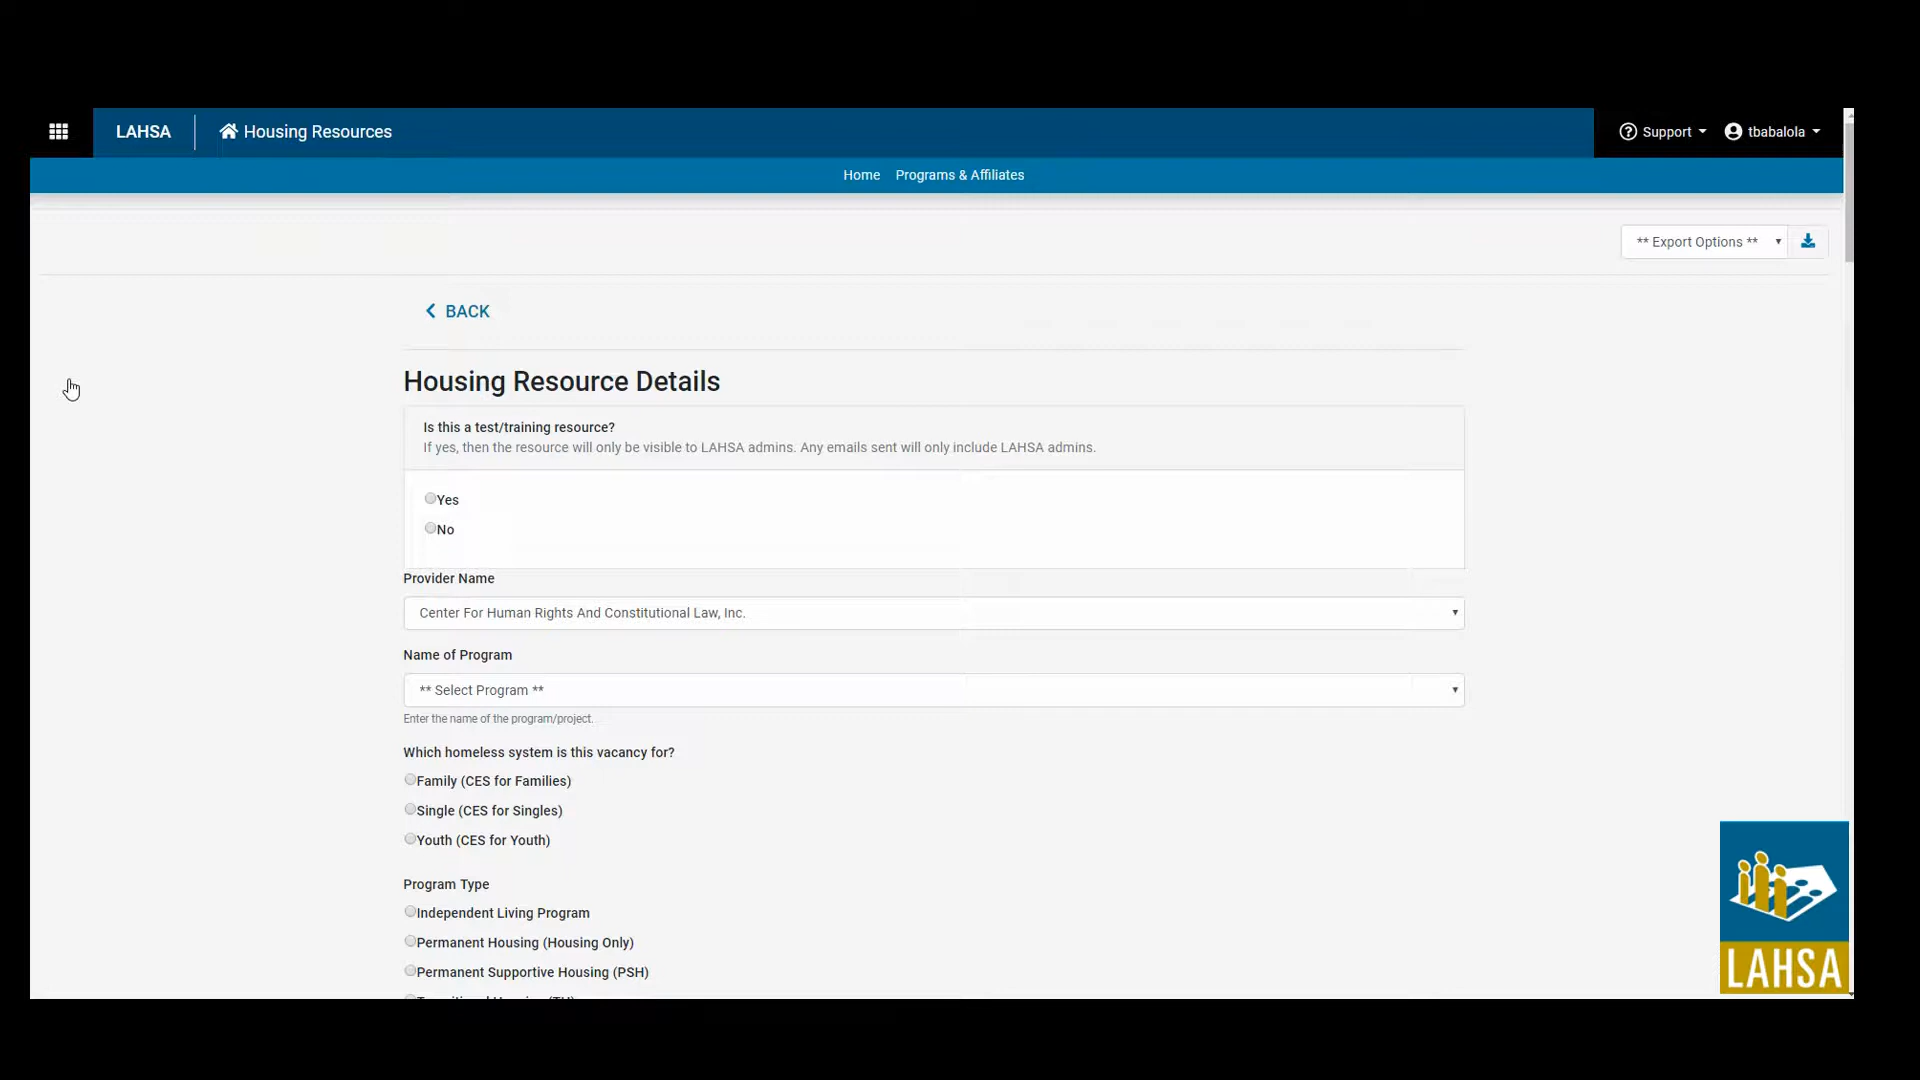 LAHSA
Housing Resources
Support
tbabalola
Home
Programs & Affiliates
** Export Options **
BACK
Housing Resource Details
Is this a test/training resource?
If yes, then the resource will only be visible to LAHSA admins. Any emails sent will only include LAHSA admins.
Yes
No
Provider Name
Center For Human Rights And Constitutional Law, Inc.
Name of Program
** Select Program **
Enter the name of the program/project.
Which homeless system is this vacancy for?
Family (CES for Families)
Single (CES for Singles)
Youth (CES for Youth)
Program Type
Independent Living Program
Permanent Housing (Housing Only)
Permanent Supportive Housing (PSH)
LAHSA